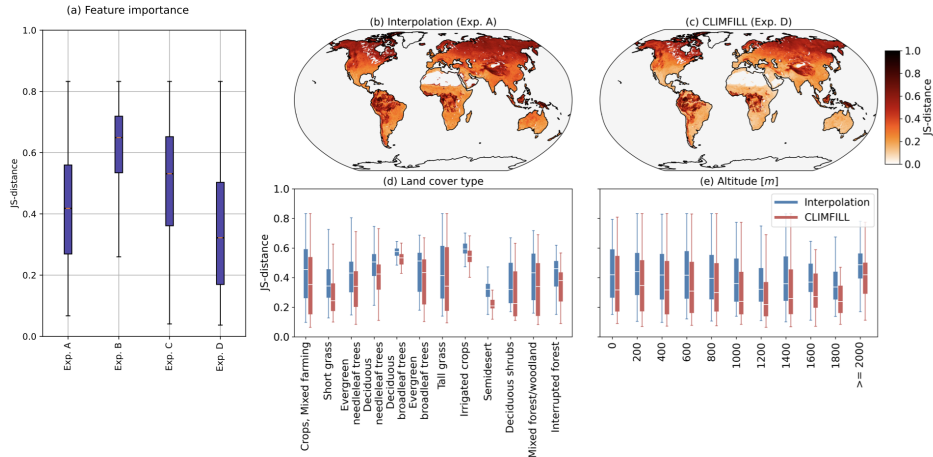 (a) Feature importance
JS-distance
1.0
0.8
0.6
0.4
0.2
0.0
Exp. A
Exp. B
Exp. C
Exp. D
(b) Interpolation (Exp. A)
(c) CLIMFILL (Exp. D)
1.0
0.8
0.6
0.4
0.2
0.0
JS-distance
(d) Land cover type
JS-distance
1.0
0.8
0.6
0.4
0.2
0.0
Crops, Mixed farming
Short grass
Evergreen
needleleaf trees
Deciduous
needleleaf trees
Deciduous
broadleaf trees
Evergreen
broadleaf trees
Tall grass
Irrigated crops
Semidesert
Deciduous shrubs
Mixed forest/woodland
Interrupted forest
(e) Altitude [m]
Interpolation
CLIMFILL
0
200
400
600
800
1000
1200
1400
1600
1800
>= 2000